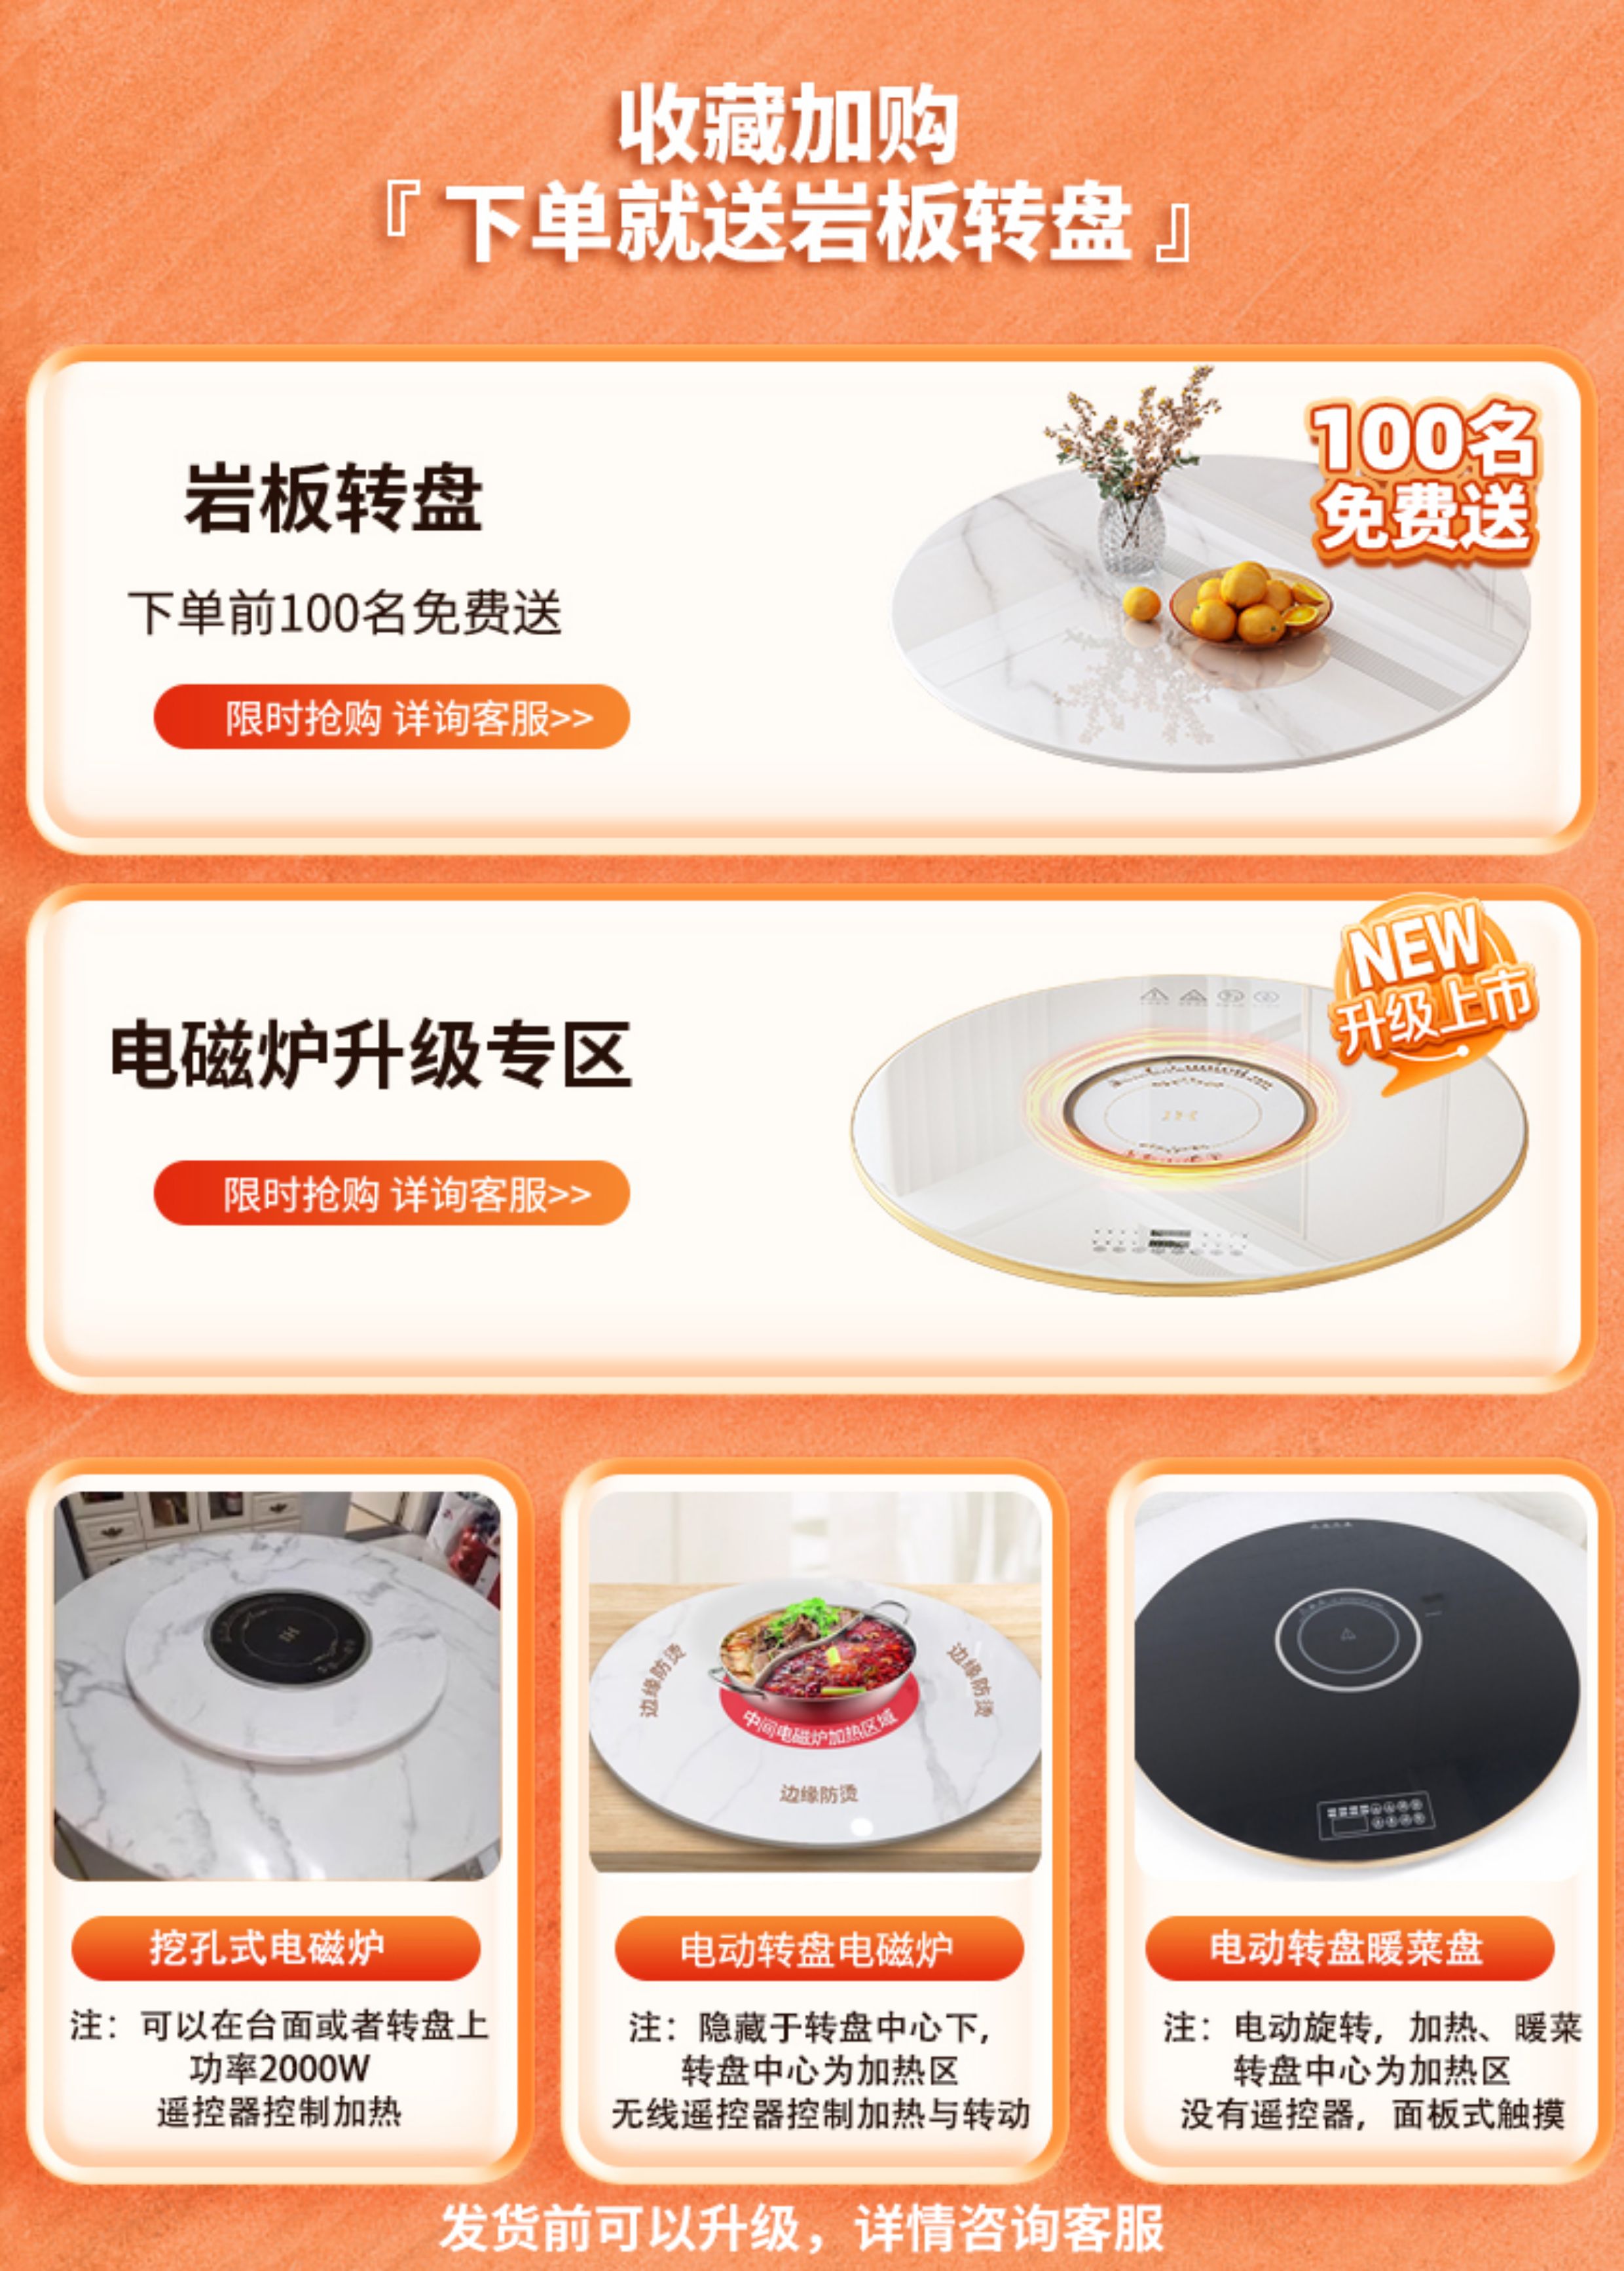 收藏加购
『下单就送岩板转盘』
岩板转盘
下单前100名免费送
限时抢购 详询客服>>
100名
免费送
电磁炉升级专区
限时抢购 详询客服>>
NEW
升级上市
边缘防烫
边缘防烫
中间电磁炉加热区域
边缘防烫
挖孔式电磁炉
注：可以在台面或者转盘上
功率2000W
遥控器控制加热
电动转盘电磁炉
注：隐藏于转盘中心下，
转盘中心为加热区
无线遥控器控制加热与转动
电动转盘暖菜盘
注：电动旋转，加热、暖菜
转盘中心为加热区
没有遥控器，面板式触摸
发货前可以升级，详情咨询客服